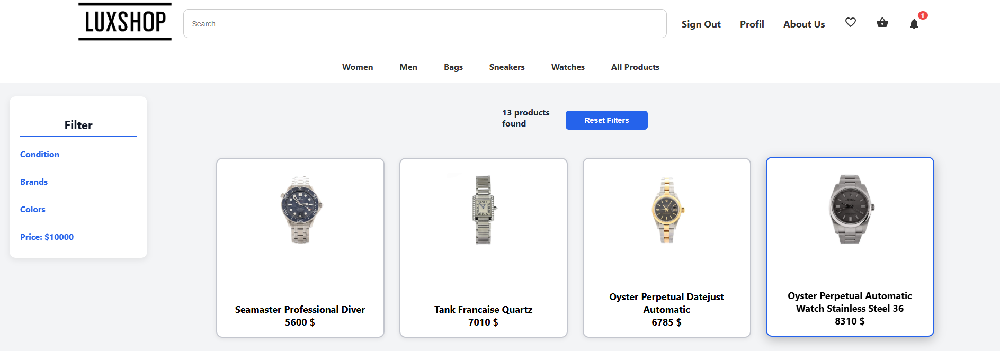 LUXSHOP
Search...
Sign Out
Profil
About Us
1
Women
Men
Bags
Sneakers
Watches
All Products
Filter
Condition
Brands
Colors
Price: $10000
13 products
found
Reset Filters
Seamaster Professional Diver
5600 $
Tank Francaise Quartz
7010 $
Oyster Perpetual Datejust
Automatic
6785 $
Oyster Perpetual Automatic
Watch Stainless Steel 36
8310 $